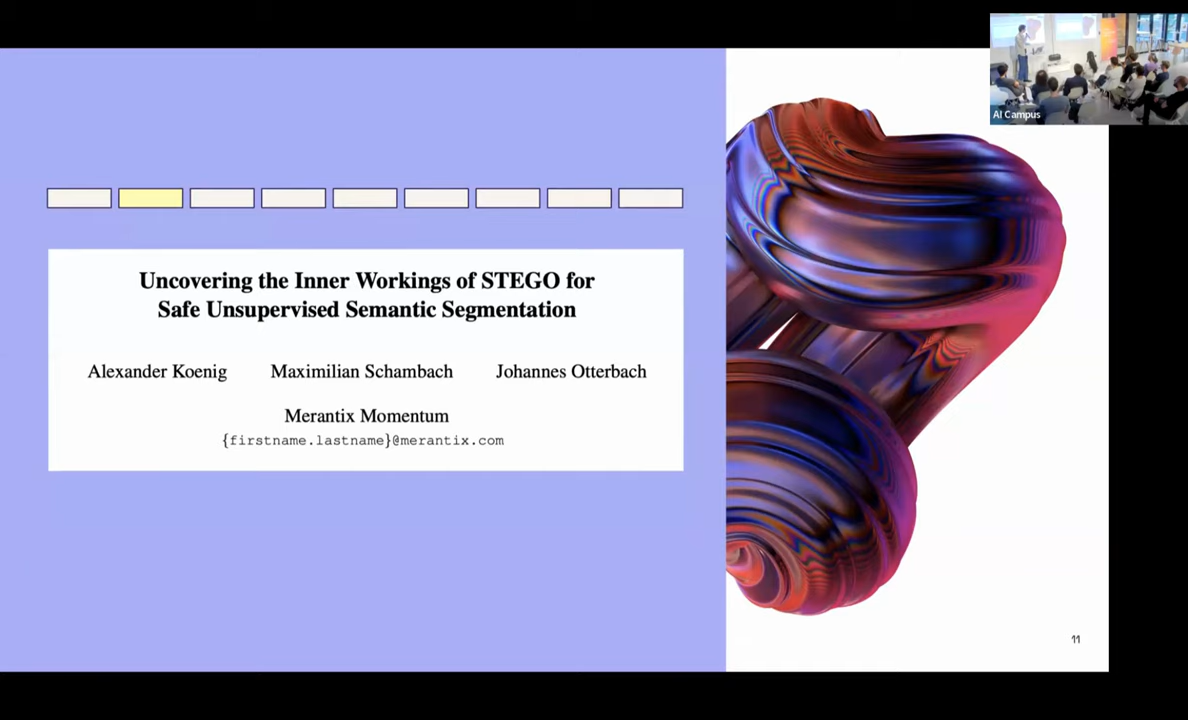 AI Campus
Uncovering the Inner Workings of STEGO for
Safe Unsupervised Semantic Segmentation
Alexander Koenig Maximilian Schambach Johannes Otterbach
Merantix Momentum
{firstname.lastname}@merantix.com
11